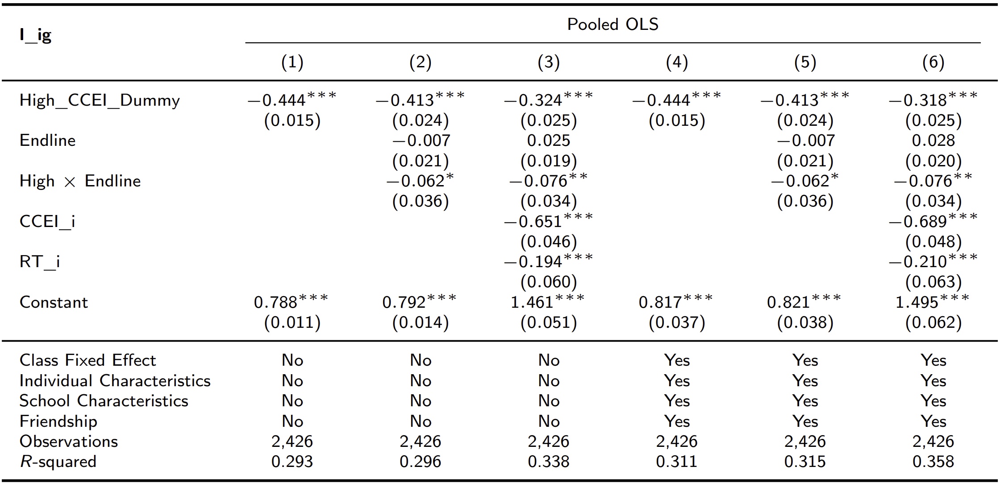 Pooled OLS
I_ig
(1) (2) (3) (4) (5) (6)
High_CCEI_Dummy −0.444*** −0.413*** −0.324*** −0.444*** −0.413*** −0.318***
(0.015) (0.024) (0.025) (0.015) (0.024) (0.025)
Endline −0.007 0.025 −0.007 0.028
(0.021) (0.019) (0.021) (0.020)
High × Endline −0.062* −0.076** −0.062* −0.076**
(0.036) (0.034) (0.036) (0.034)
CCEI_i −0.651*** −0.689***
(0.046) (0.048)
RT_i −0.194*** −0.210***
(0.060) (0.063)
Constant 0.788*** 0.792*** 1.461*** 0.817*** 0.821*** 1.495***
(0.011) (0.014) (0.051) (0.037) (0.038) (0.062)
Class Fixed Effect No No No Yes Yes Yes
Individual Characteristics No No No Yes Yes Yes
School Characteristics No No No Yes Yes Yes
Friendship No No No Yes Yes Yes
Observations 2,426 2,426 2,426 2,426 2,426 2,426
R-squared 0.293 0.296 0.338 0.311 0.315 0.358